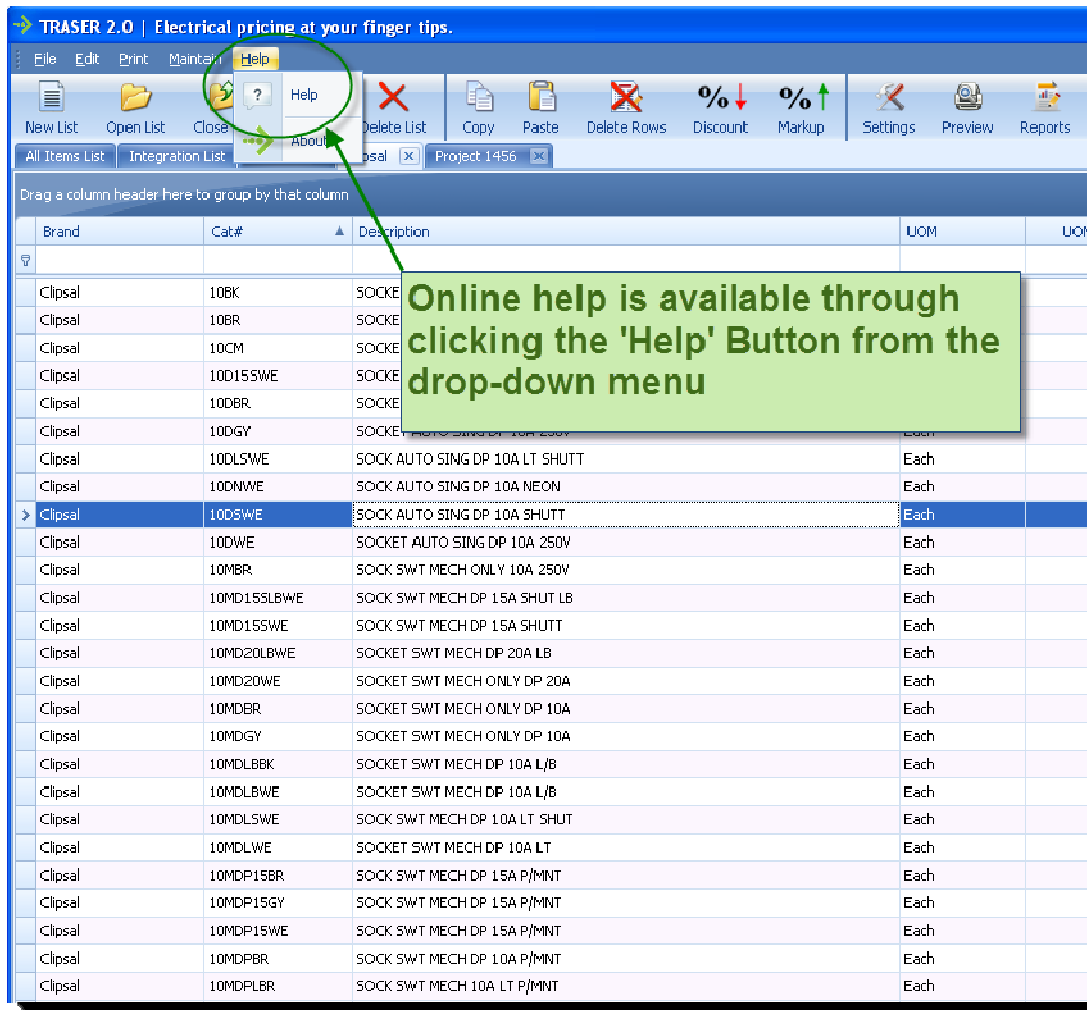 TRASER 2.0 | Electrical pricing at your finger tips.
File Edit Print Maintain Help
Help
About
New List Open List Close Delete List Copy Paste Delete Rows Discount Markup Settings Preview Reports
All Items List Integration List Project 1456
Drag a column header here to group by that column
Brand Cat# Description UOM
Online help is available through
clicking the 'Help' Button from the
drop-down menu
Clipsal 10BK
Clipsal 10BR
Clipsal 10CM
Clipsal 10D15SWE
Clipsal 10DBR
Clipsal 10DGY
Clipsal 10DLSWE SOCK AUTO SING DP 10A LT SHUTT Each
Clipsal 10DNWE SOCK AUTO SING DP 10A NEON Each
Clipsal 10DSWE SOCK AUTO SING DP 10A SHUTT Each
Clipsal 10DWE SOCKET AUTO SING DP 10A 250V Each
Clipsal 10MBR SOCK SWT MECH ONLY 10A 250V Each
Clipsal 10MD15SLBWE SOCK SWT MECH DP 15A SHUT LB Each
Clipsal 10MD15SWE SOCK SWT MECH DP 15A SHUTT Each
Clipsal 10MD20LBWE SOCKET SWT MECH DP 20A LB Each
Clipsal 10MD20WE SOCKET SWT MECH ONLY DP 20A Each
Clipsal 10MDBR SOCKET SWT MECH ONLY DP 10A Each
Clipsal 10MDGY SOCKET SWT MECH ONLY DP 10A Each
Clipsal 10MDLBBK SOCKET SWT MECH DP 10A L/B Each
Clipsal 10MDLBWE SOCKET SWT MECH DP 10A L/B Each
Clipsal 10MDLSWE SOCK SWT MECH DP 10A LT SHUT Each
Clipsal 10MDLWE SOCKET SWT MECH DP 10A LT Each
Clipsal 10MDP15BR SOCK SWT MECH DP 15A P/MNT Each
Clipsal 10MDP15GY SOCK SWT MECH DP 15A P/MNT Each
Clipsal 10MDP15WE SOCK SWT MECH DP 15A P/MNT Each
Clipsal 10MDPBR SOCK SWT MECH DP 10A P/MNT Each
Clipsal 10MDPLBR SOCK SWT MECH 10A LT P/MNT Each